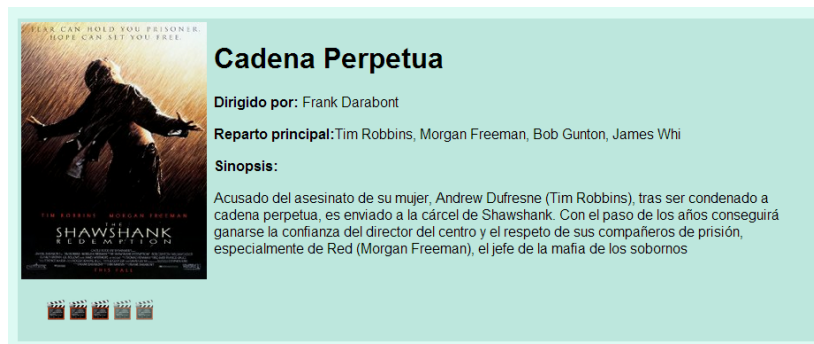 FEAR CAN HOLD YOU PRISONER.
HOPE CAN SET YOU FREE.
Cadena Perpetua
Dirigido por: Frank Darabont
Reparto principal:Tim Robbins, Morgan Freeman, Bob Gunton, James Whi
Sinopsis:
Acusado del asesinato de su mujer, Andrew Dufresne (Tim Robbins), tras ser condenado a
cadena perpetua, es enviado a la cárcel de Shawshank. Con el paso de los años conseguirá
ganarse la confianza del director del centro y el respeto de sus compañeros de prisión,
especialmente de Red (Morgan Freeman), el jefe de la mafia de los sobornos
TIM ROBBINS MORGAN FREEMAN
THE
SHAWSHANK
REDEMPTION
THIS FALL